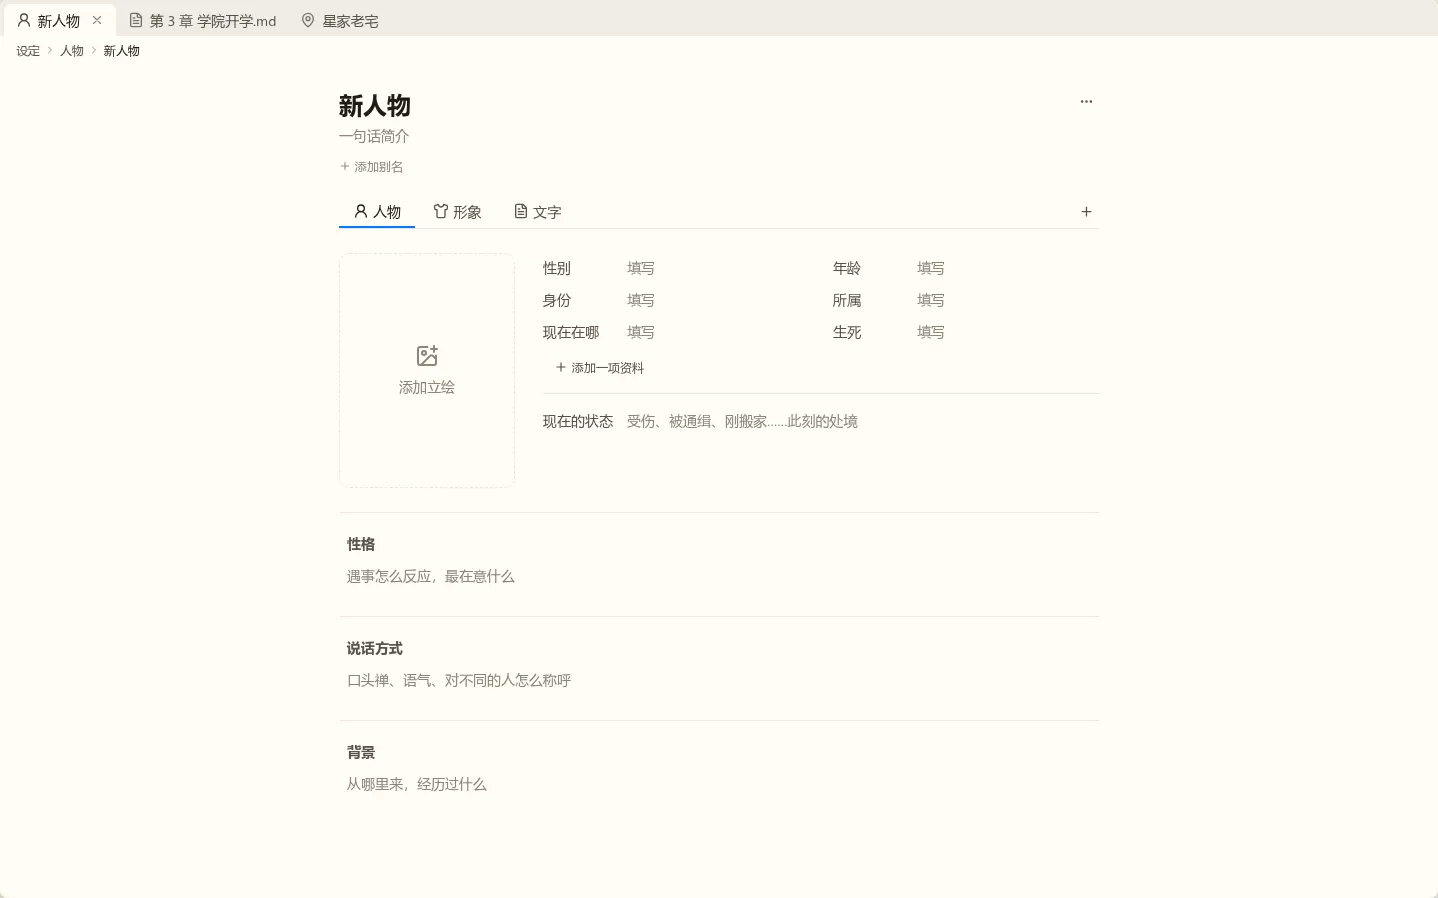 新人物 第 3 章 学院开学.md 星家老宅
设定 > 人物 > 新人物
新人物
一句话简介
+ 添加别名
人物 形象 文字 +
性别 填写 年龄 填写
身份 填写 所属 填写
现在在哪 填写 生死 填写
+ 添加一项资料
添加立绘
现在的状态 受伤、被通缉、刚搬家……此刻的处境
性格
遇事怎么反应，最在意什么
说话方式
口头禅、语气、对不同的人怎么称呼
背景
从哪里来，经历过什么